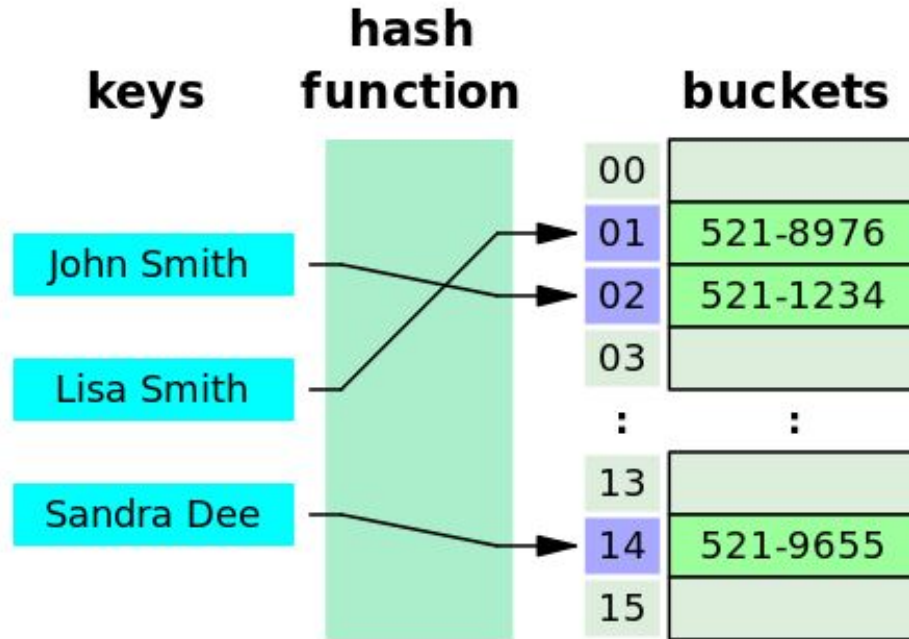 hash
keys function buckets
00
01 521-8976
John Smith
02 521-1234
03
Lisa Smith
: :
13
Sandra Dee
14 521-9655
15